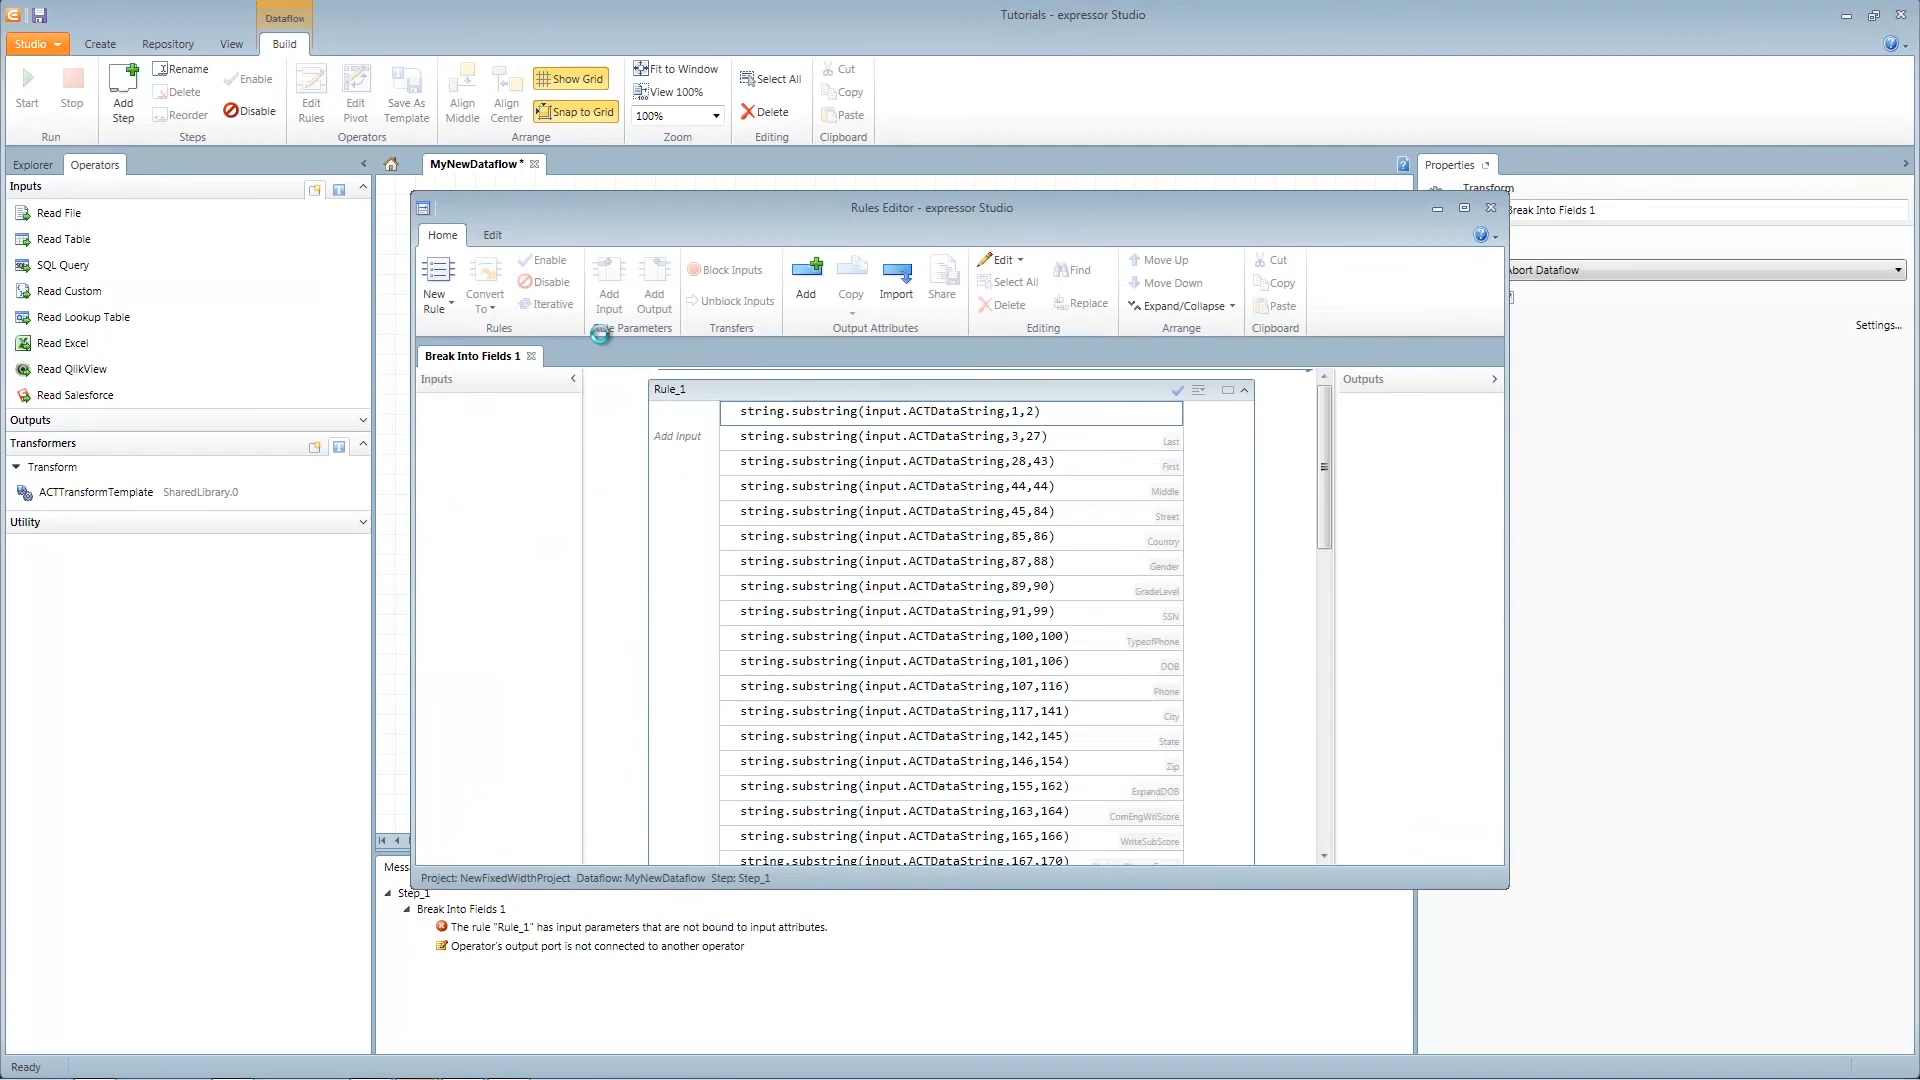 Dataflow
Tutorials - expressor Studio
Studio
Create
Repository
View
Build
Start
Stop
Run
Add Step
Rename
Delete
Reorder
Enable
Disable
Steps
Edit Rules
Edit Pivot
Save As Template
Operators
Align Middle
Align Center
Show Grid
Snap to Grid
Arrange
Fit to Window
View 100%
100%
Zoom
Select All
Delete
Editing
Cut
Copy
Paste
Clipboard
Explorer
Operators
MyNewDataflow *
Properties
Inputs
Read File
Read Table
SQL Query
Read Custom
Read Lookup Table
Read Excel
Read QlikView
Read Salesforce
Outputs
Transformers
Transform
ACTTransformTemplate SharedLibrary.0
Utility
Transform
Break Into Fields 1
Abort Dataflow
Settings...
Rules Editor - expressor Studio
Home
Edit
New Rule
Convert To
Enable
Disable
Iterative
Rules
Add Input
Add Output
Parameters
Block Inputs
Unblock Inputs
Transfers
Add
Copy
Import
Share
Output Attributes
Edit
Select All
Delete
Find
Replace
Editing
Move Up
Move Down
Expand/Collapse
Arrange
Cut
Copy
Paste
Clipboard
Break Into Fields 1
Inputs
Outputs
Rule_1
Add Input
string.substring(input.ACTDataString,1,2)
string.substring(input.ACTDataString,3,27) Last
string.substring(input.ACTDataString,28,43) First
string.substring(input.ACTDataString,44,44) Middle
string.substring(input.ACTDataString,45,84) Street
string.substring(input.ACTDataString,85,86) Country
string.substring(input.ACTDataString,87,88) Gender
string.substring(input.ACTDataString,89,90) GradeLevel
string.substring(input.ACTDataString,91,99) SSN
string.substring(input.ACTDataString,100,100) TypeofPhone
string.substring(input.ACTDataString,101,106) DOB
string.substring(input.ACTDataString,107,116) Phone
string.substring(input.ACTDataString,117,141) City
string.substring(input.ACTDataString,142,145) State
string.substring(input.ACTDataString,146,154) Zip
string.substring(input.ACTDataString,155,162) ExpandDOB
string.substring(input.ACTDataString,163,164) ComEngWriScore
string.substring(input.ACTDataString,165,166) WriteSubScore
string.substring(input.ACTDataString,167,170)
Project: NewFixedWidthProject Dataflow: MyNewDataflow Step: Step_1
Mess
Step_1
Break Into Fields 1
The rule "Rule_1" has input parameters that are not bound to input attributes.
Operator's output port is not connected to another operator
Ready